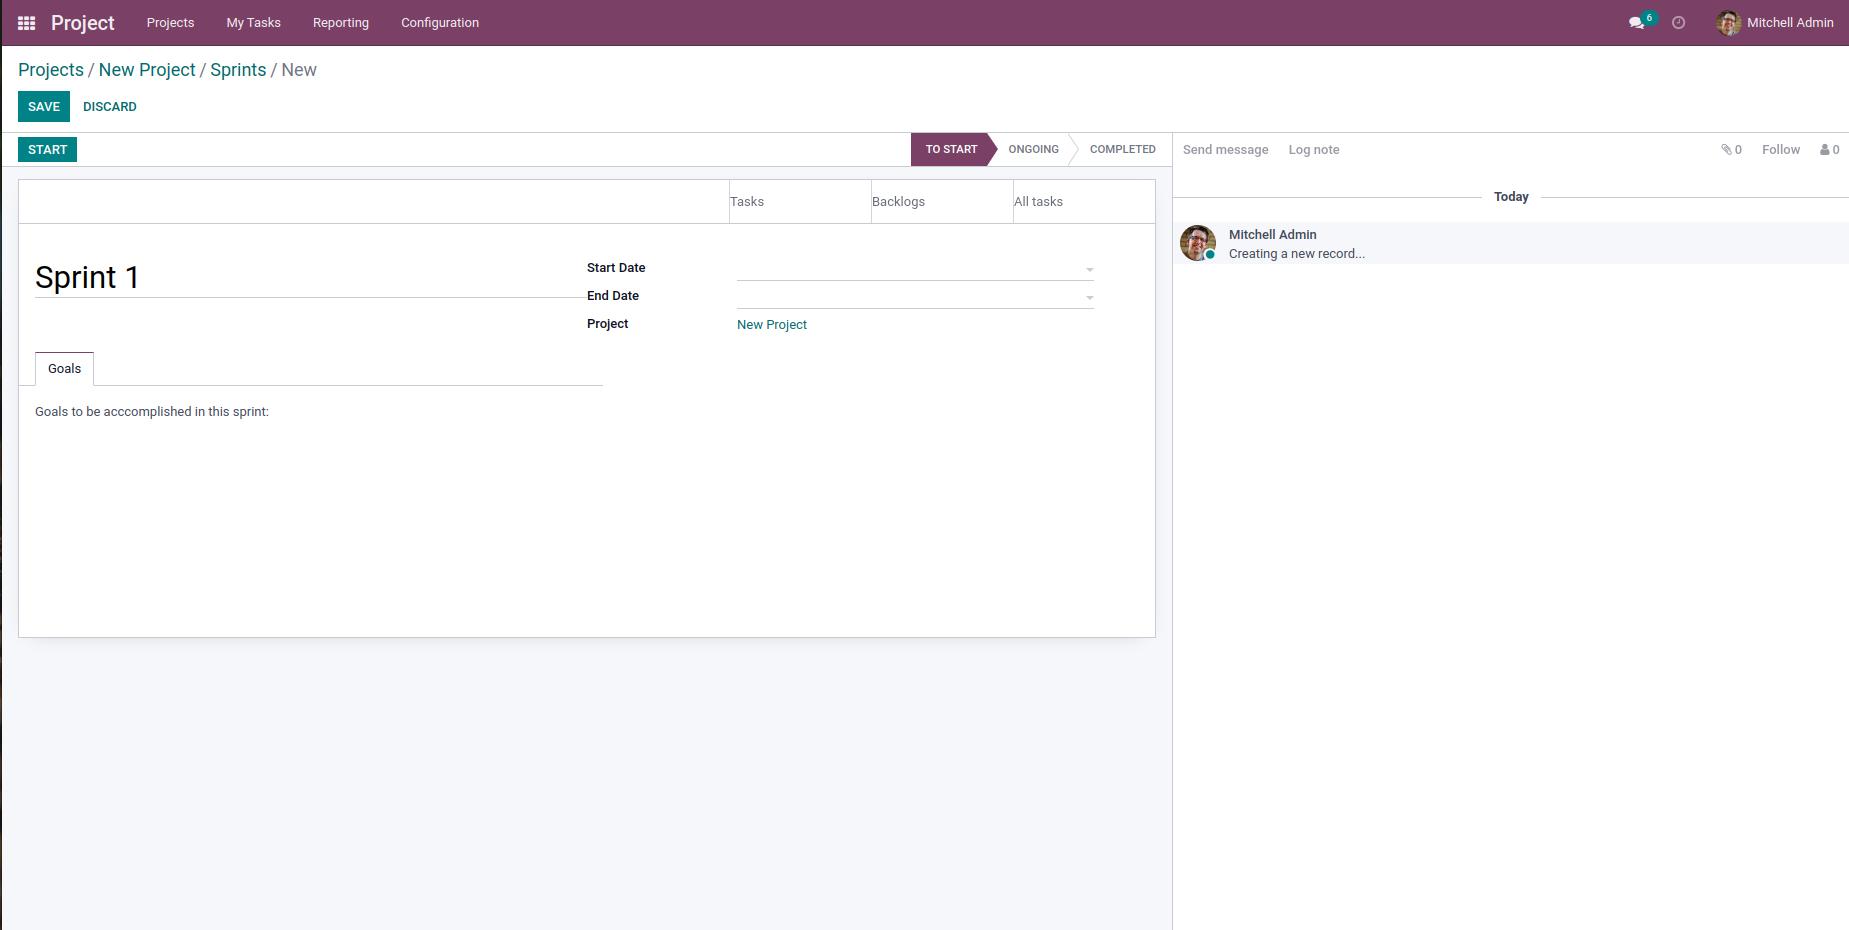 Project Projects My Tasks Reporting Configuration 6 Mitchell Admin
Projects / New Project / Sprints / New
SAVE DISCARD
START TO START ONGOING COMPLETED Send message Log note 0 Follow 0
Tasks Backlogs All tasks
Today
Sprint 1
Start Date
End Date
Project New Project
Goals
Goals to be acccomplished in this sprint:
Mitchell Admin
Creating a new record...